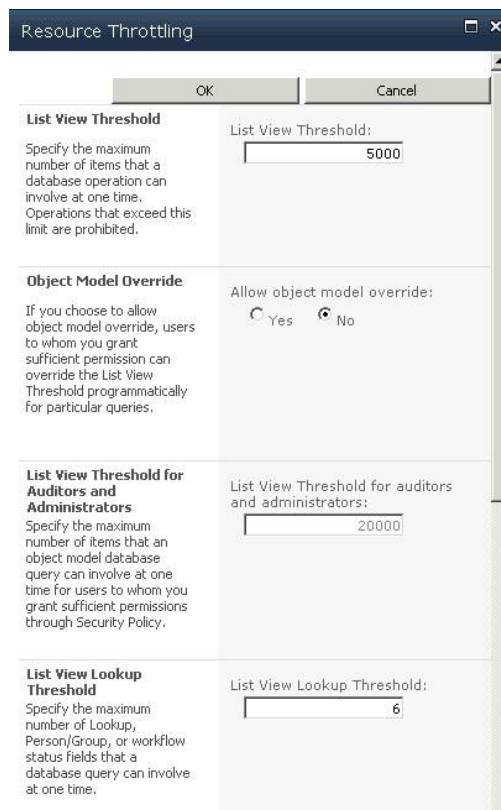 Resource Throttling
OK
Cancel
List View Threshold
Specify the maximum
number of items that a
database operation can
involve at one time.
Operations that exceed this
limit are prohibited.
List View Threshold:
5000
Object Model Override
If you choose to allow
object model override, users
to whom you grant
sufficient permission can
override the List View
Threshold programmatically
for particular queries.
Allow object model override:
Yes
No
List View Threshold for
Auditors and
Administrators
Specify the maximum
number of items that an
object model database
query can involve at one
time for users to whom you
grant sufficient permissions
through Security Policy.
List View Threshold for auditors
and administrators:
20000
List View Lookup
Threshold
Specify the maximum
number of Lookup,
Person/Group, or workflow
status fields that a
database query can involve
at one time.
List View Lookup Threshold:
6